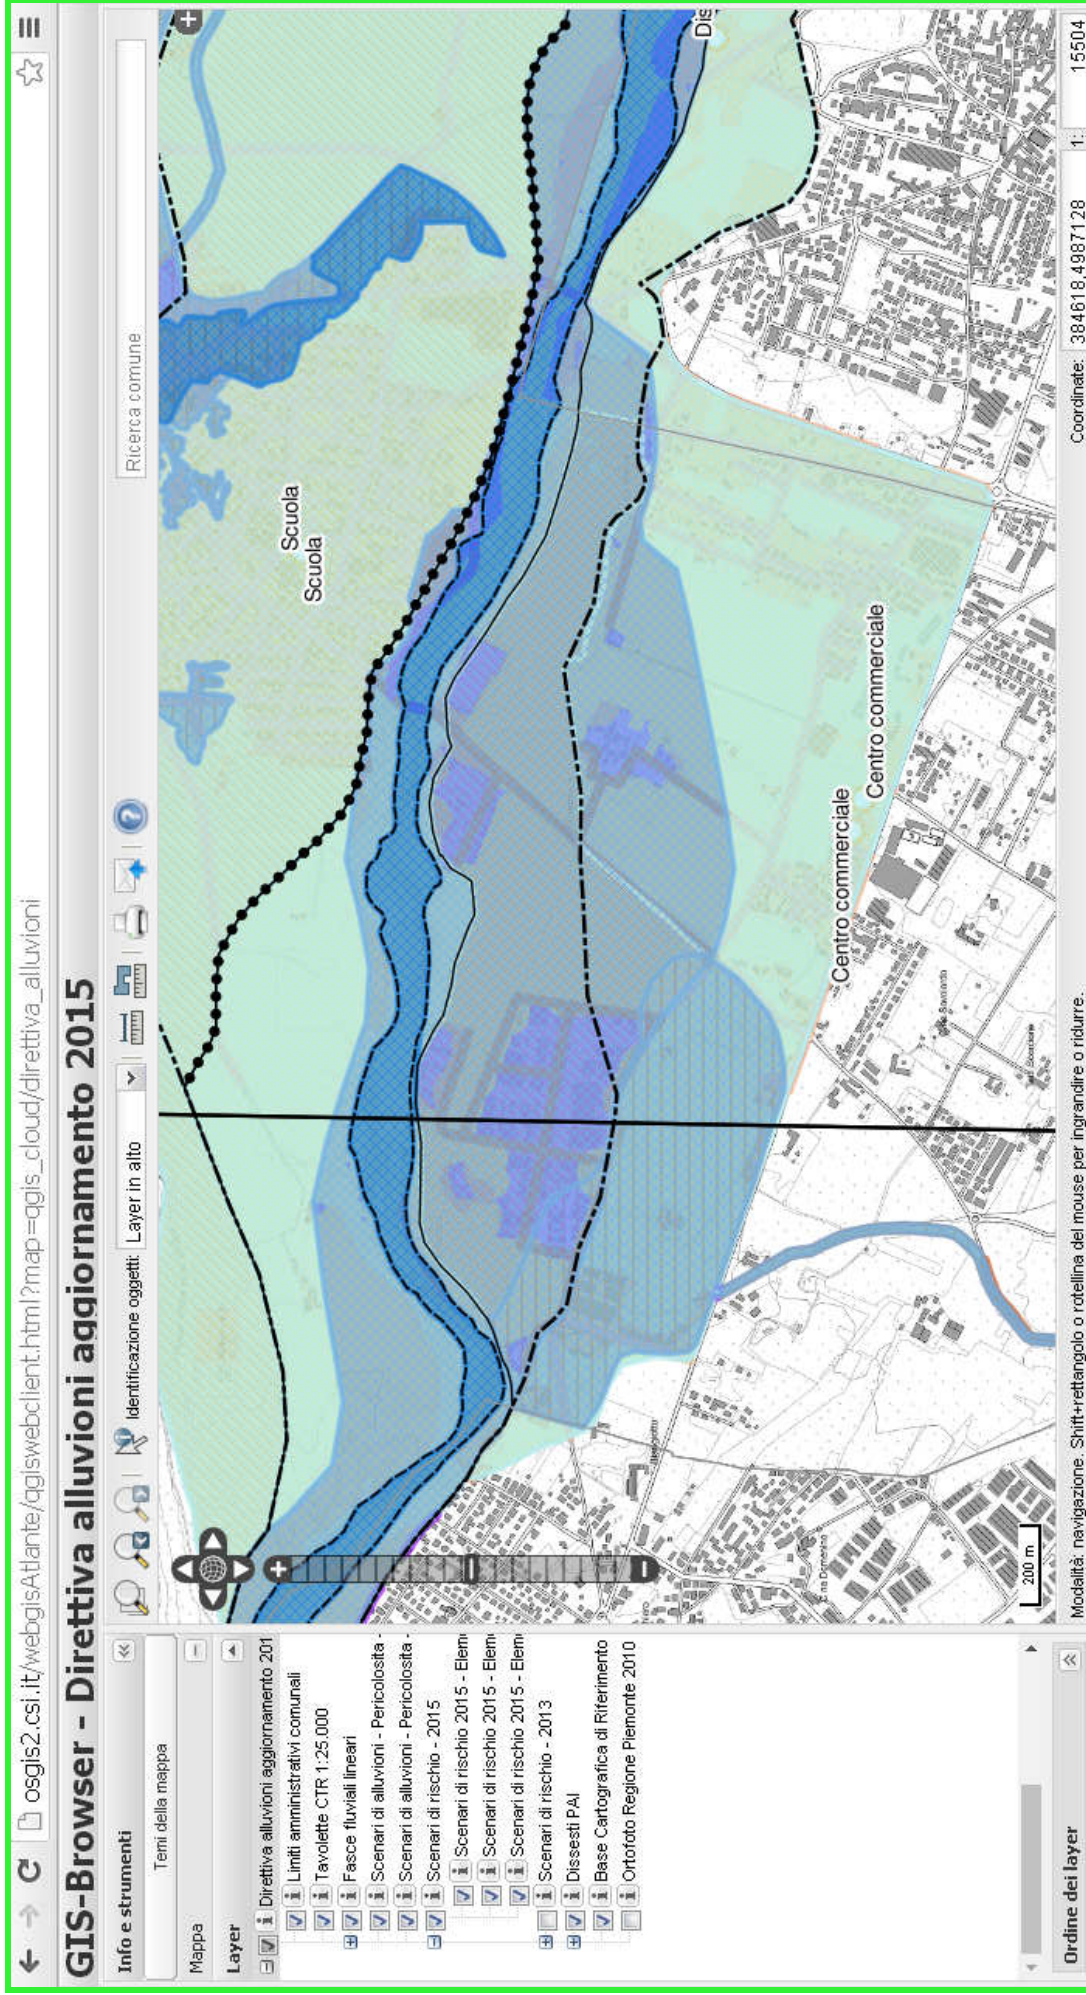 osgis2.csi.it/webgisAtlante/qgiswebclient.html?map=qgis_cloud/direttiva_alluvioni
GIS-Browser - Direttiva alluvioni aggiornamento 2015
Info e strumenti
Temi della mappa
Mappa
Layer
Direttiva alluvioni aggiornamento 201
Limiti amministrativi comunali
Tavolette CTR 1:25.000
Fasce fluviali lineari
Scenari di alluvioni - Pericolosita -
Scenari di alluvioni - Pericolosita -
Scenari di rischio - 2015
Scenari di rischio 2015 - Elem
Scenari di rischio 2015 - Elem
Scenari di rischio 2015 - Elem
Scenari di rischio - 2013
Dissesti PAI
Base Cartografica di Riferimento
Ortofoto Regione Piemonte 2010
Ordine dei layer
Identificazione oggetti:
Layer in alto
Ricerca comune
Scuola
Scuola
Dis
Centro commerciale
Centro commerciale
200 m
Modalità: navigazione. Shift+rettangolo o rotellina del mouse per ingrandire o ridurre.
Coordinate: 384618,4987128
1: 15504